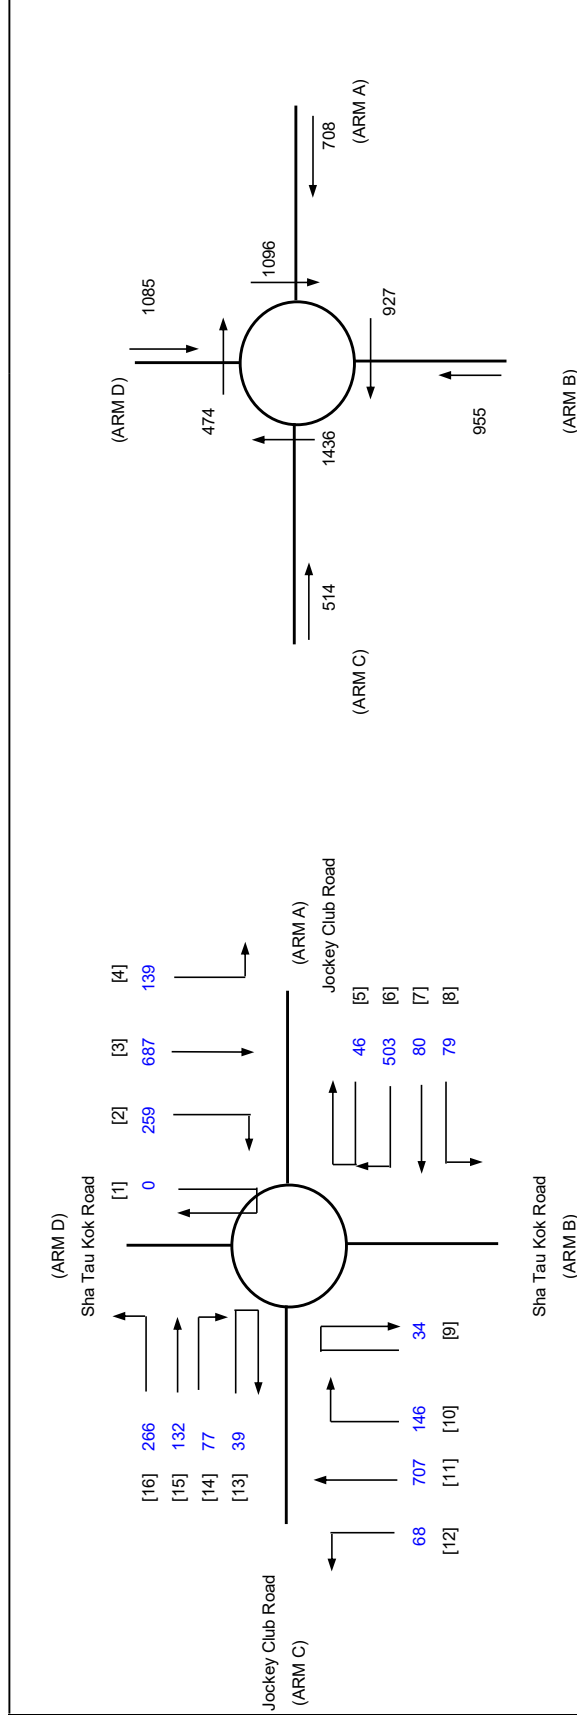 (ARM D)
Sha Tau Kok Road
[1] [2] [3] [4]
0 259 687 139
[16] 266
[15] 132
[14] 77
[13] 39
Jockey Club Road
(ARM C)
(ARM A)
Jockey Club Road
46 [5]
503 [6]
80 [7]
79 [8]
68 707 146 34
[12] [11] [10] [9]
Sha Tau Kok Road
(ARM B)
(ARM D)
1085
474
1096
708
(ARM A)
514
(ARM C)
1436
927
955
(ARM B)